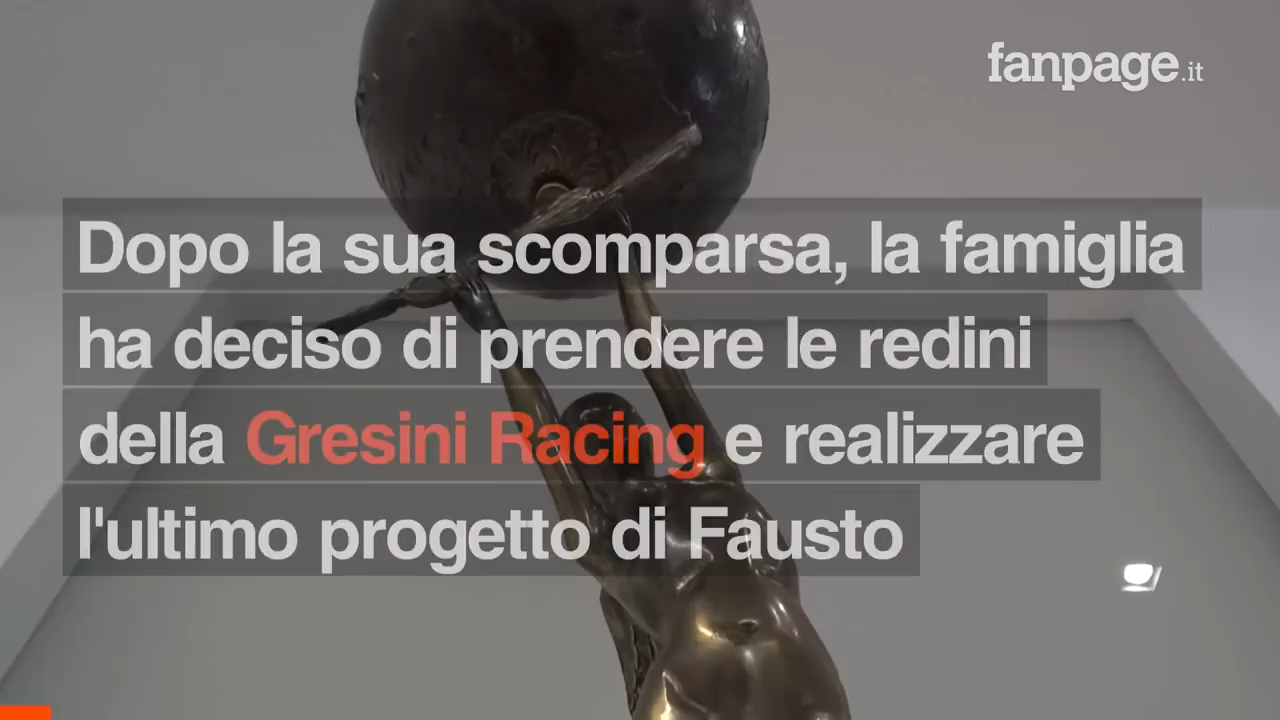 fanpage.it
Dopo la sua scomparsa, la famiglia
ha deciso di prendere le redini
della Gresini Racing e realizzare
l'ultimo progetto di Fausto